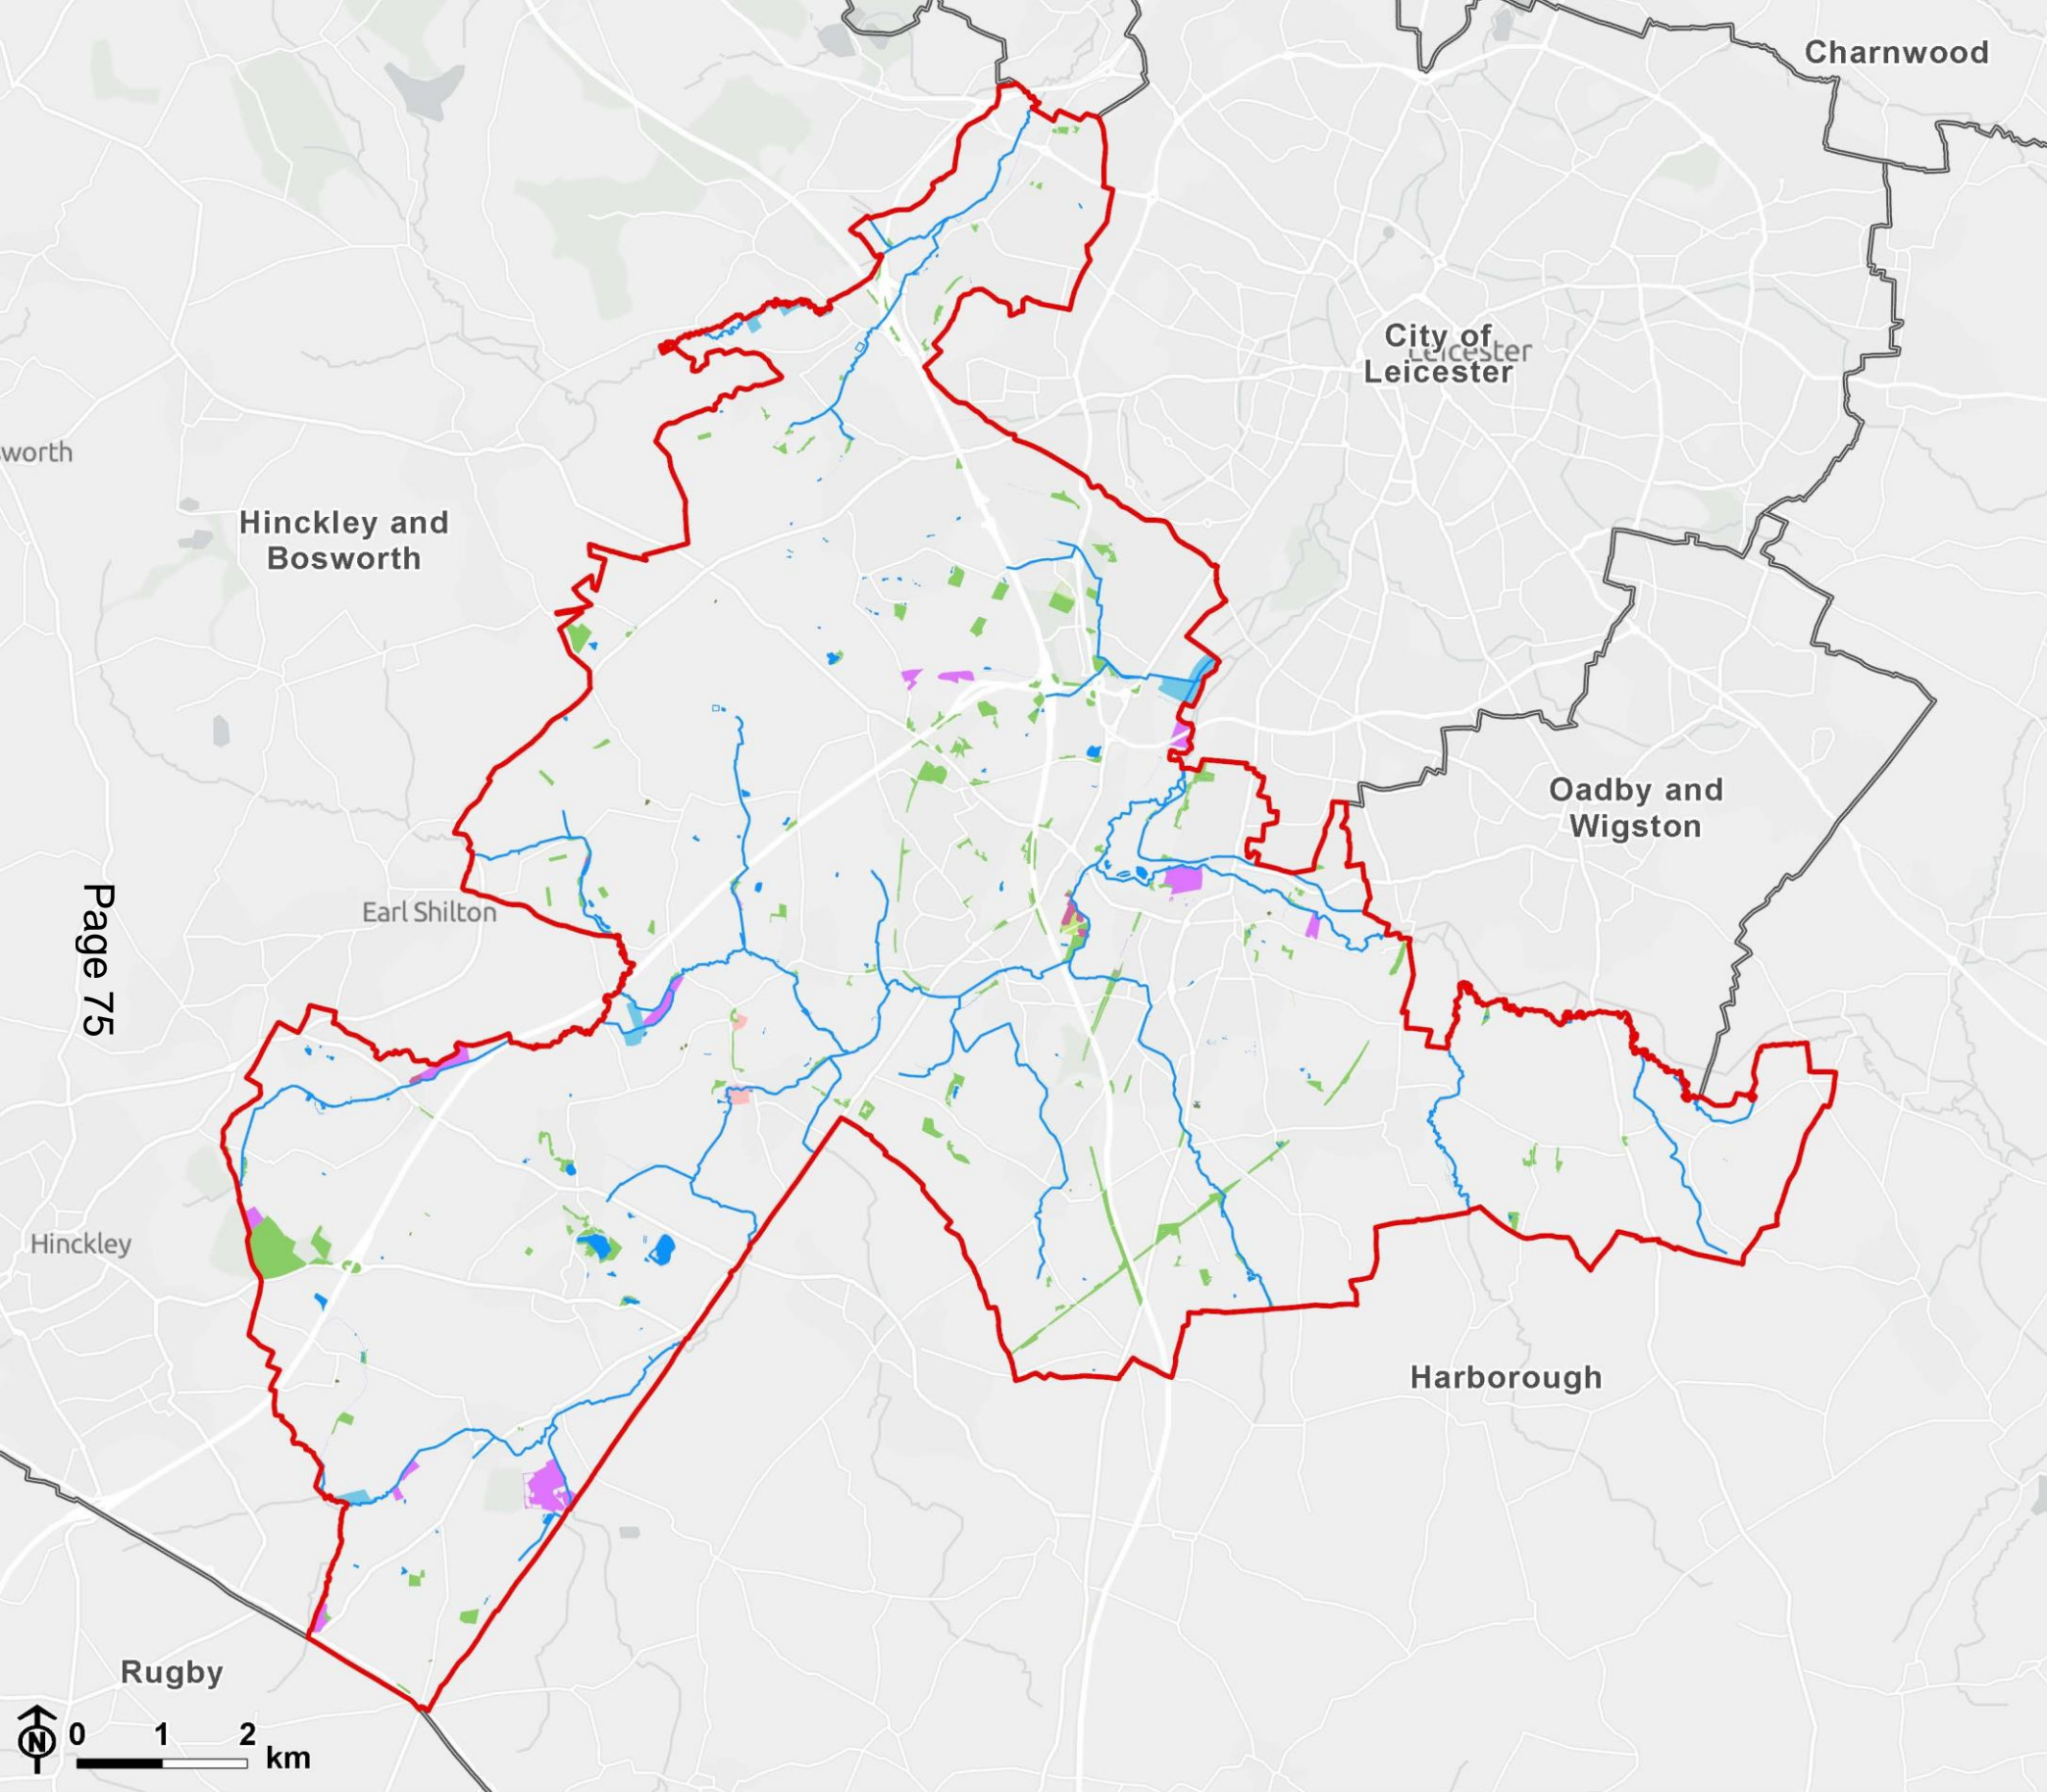 Charnwood
City of
Leicester
Leicester
worth
Hinckley and
Bosworth
Oadby and
Wigston
Earl Shilton
Page 75
Hinckley
Harborough
Rugby
N
0 1 2
km